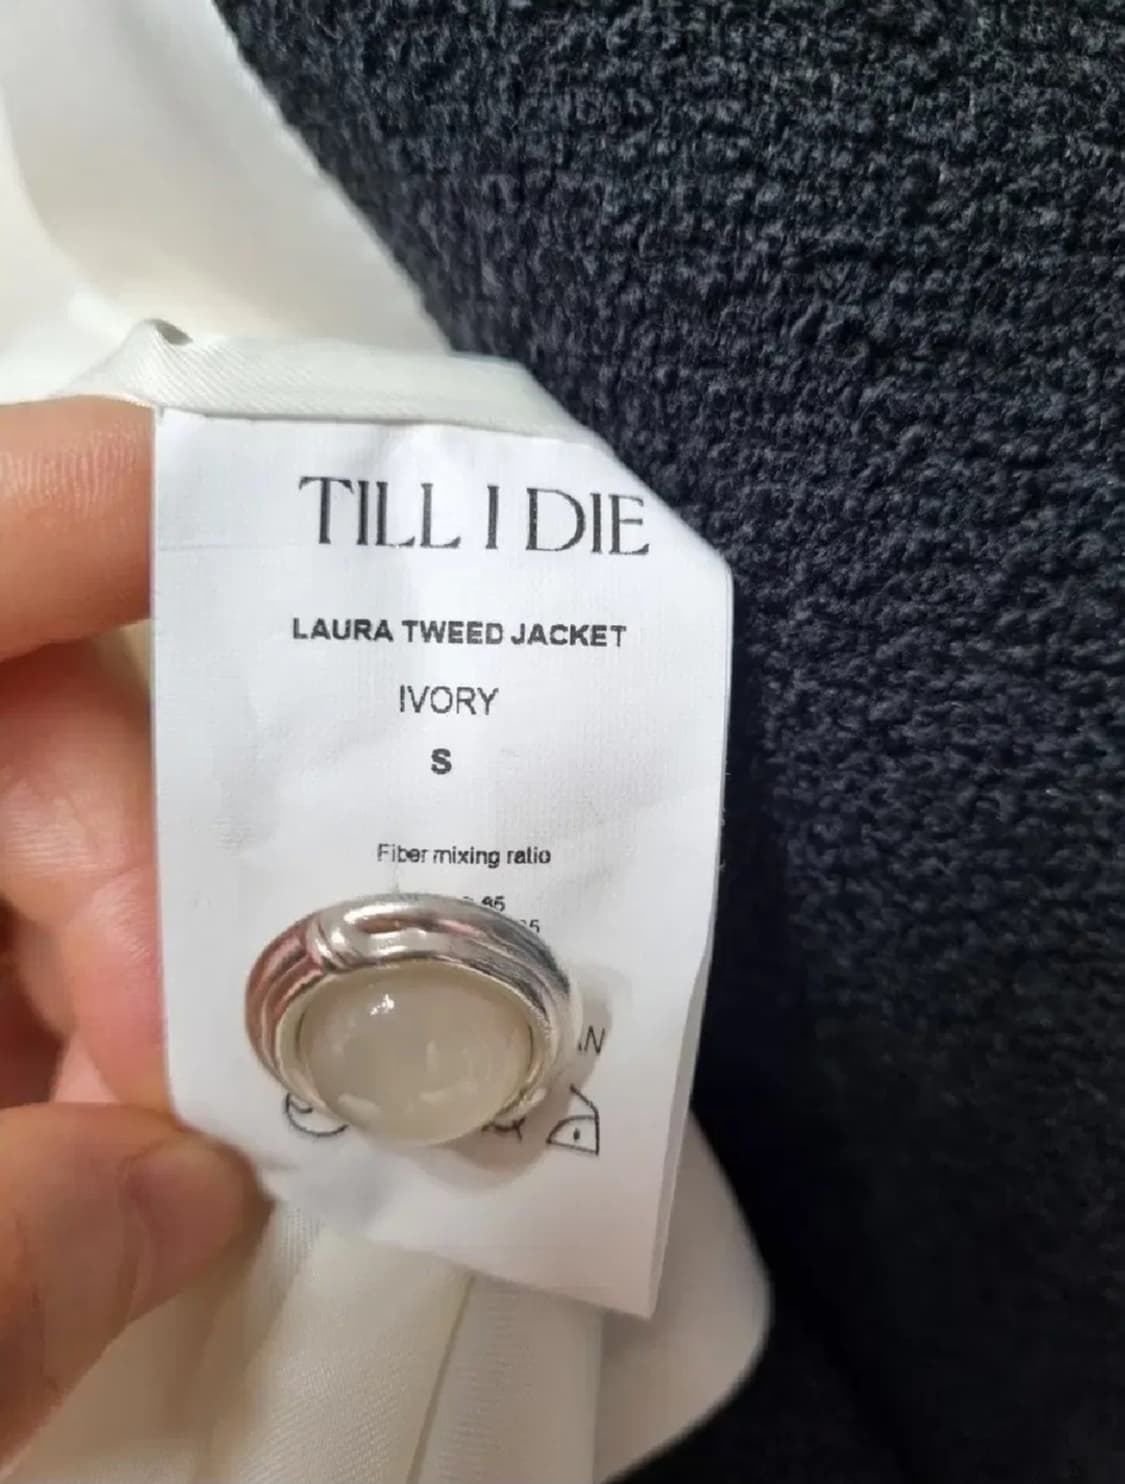 TILL I DIE
LAURA TWEED JACKET
IVORY
S
Fiber mixing ratio